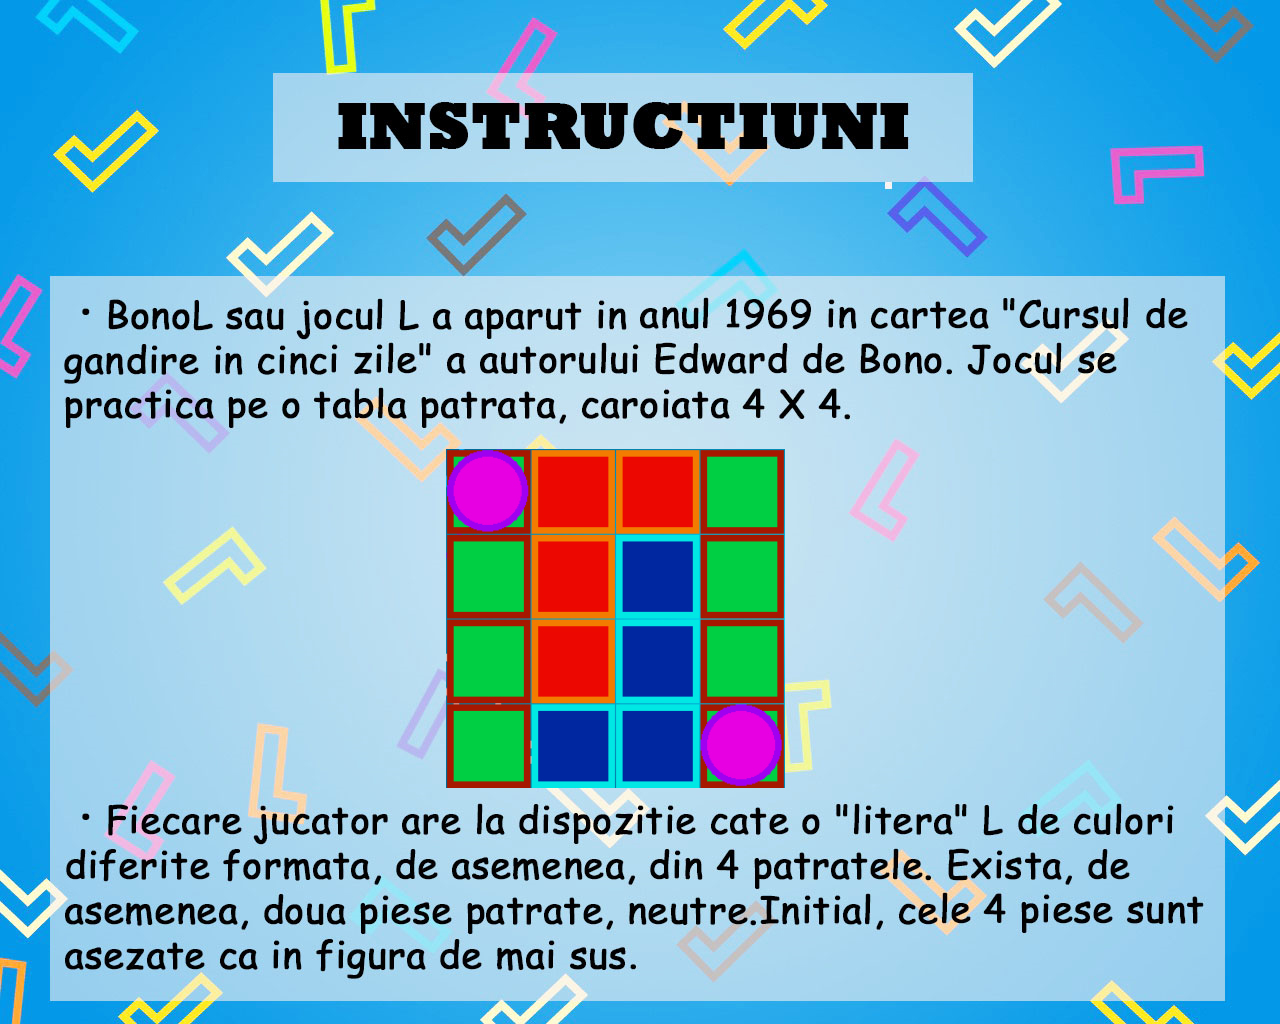 INSTRUCTIUNI
· BonoL sau jocul L a aparut in anul 1969 in cartea "Cursul de
gandire in cinci zile" a autorului Edward de Bono. Jocul se
practica pe o tabla patrata, caroiata 4 X 4.
· Fiecare jucator are la dispozitie cate o "litera" L de culori
diferite formata, de asemenea, din 4 patratele. Exista, de
asemenea, doua piese patrate, neutre.Initial, cele 4 piese sunt
asezate ca in figura de mai sus.